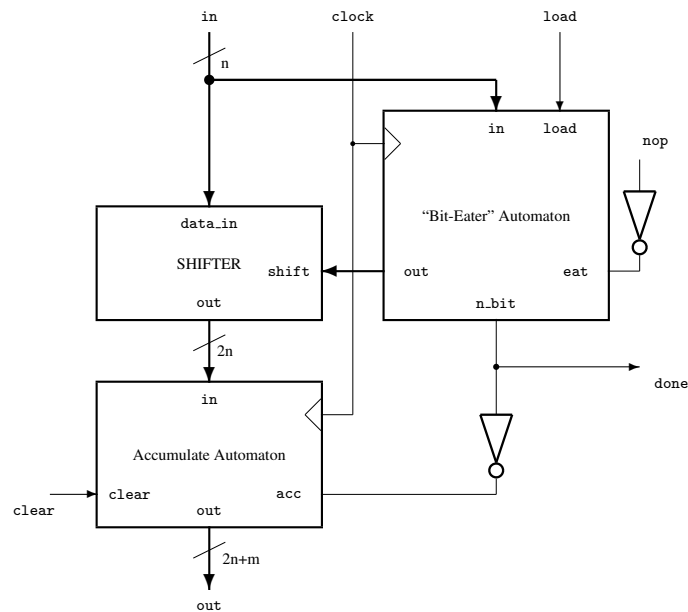 in
clock
load
n
in
load
nop
data_in
“Bit-Eater” Automaton
SHIFTER
shift
out
eat
out
n_bit
2n
done
in
Accumulate Automaton
clear
acc
clear
out
2n+m
out